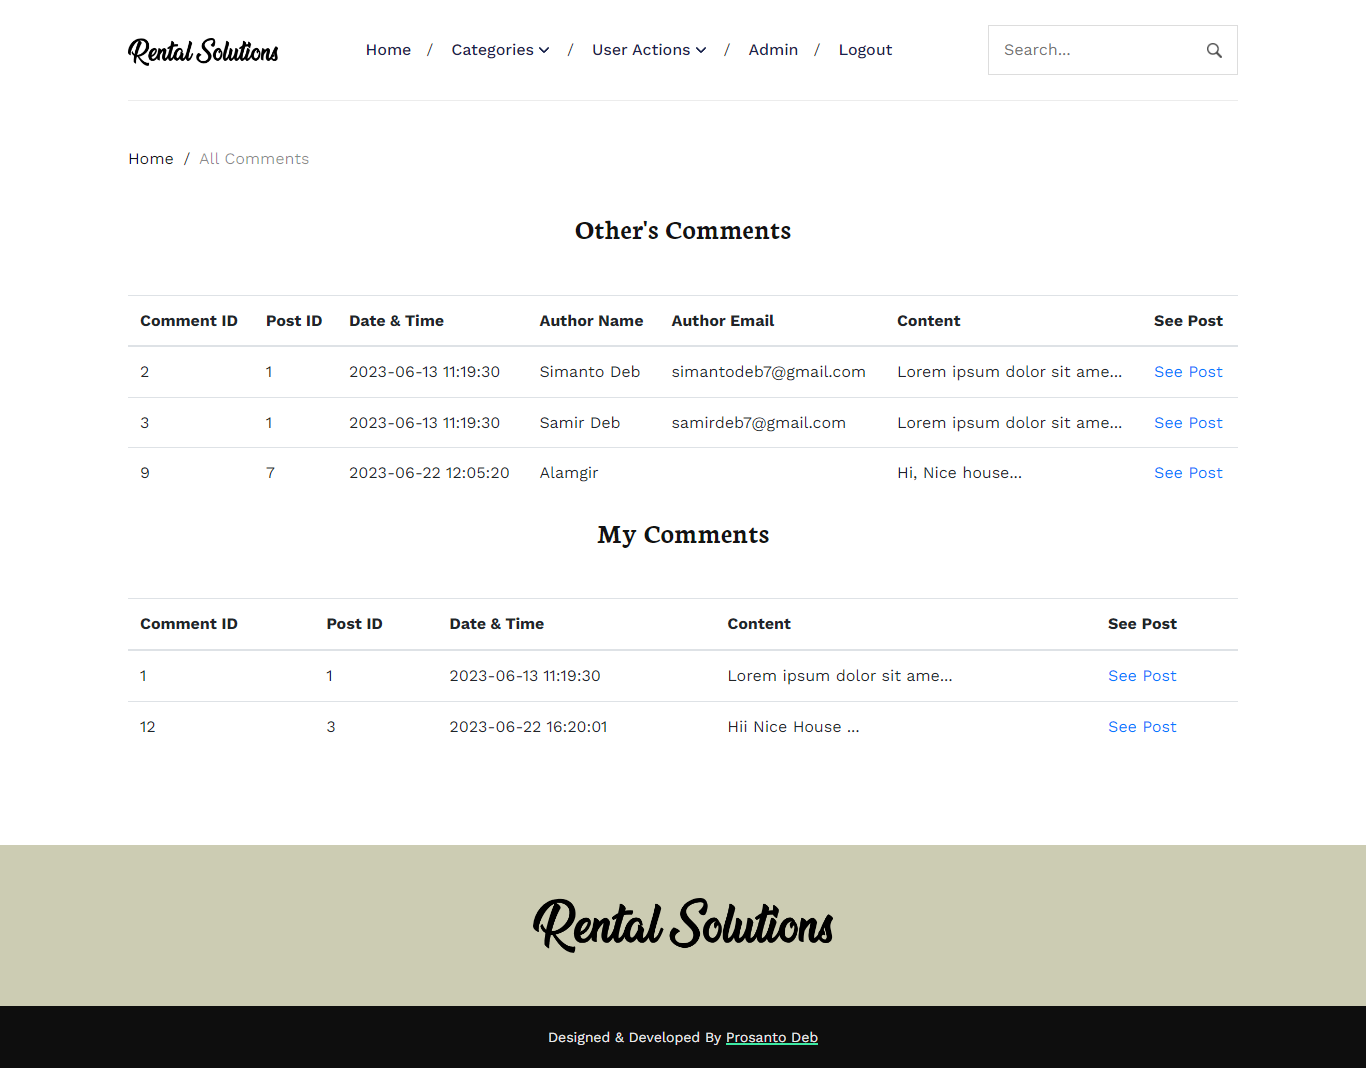 Rental Solutions Home / Categories / User Actions / Admin / Logout Search...
Home / All Comments
Other's Comments
Comment ID Post ID Date & Time Author Name Author Email Content See Post
2 1 2023-06-13 11:19:30 Simanto Deb simantodeb7@gmail.com Lorem ipsum dolor sit ame... See Post
3 1 2023-06-13 11:19:30 Samir Deb samirdeb7@gmail.com Lorem ipsum dolor sit ame... See Post
9 7 2023-06-22 12:05:20 Alamgir Hi, Nice house... See Post
My Comments
Comment ID Post ID Date & Time Content See Post
1 1 2023-06-13 11:19:30 Lorem ipsum dolor sit ame... See Post
12 3 2023-06-22 16:20:01 Hii Nice House ... See Post
Rental Solutions
Designed & Developed By Prosanto Deb